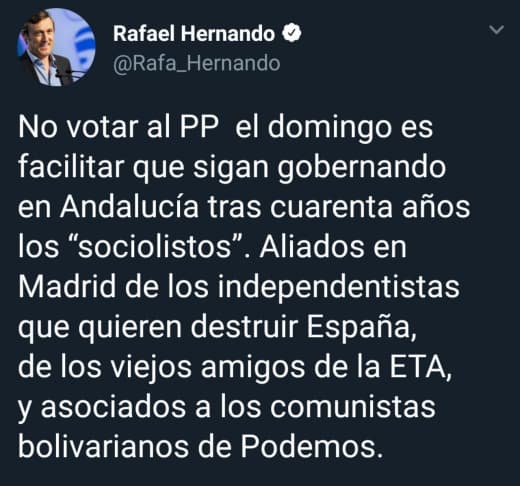 Rafael Hernando
@Rafa_Hernando
No votar al PP el domingo es
facilitar que sigan gobernando
en Andalucía tras cuarenta años
los “sociolistos”. Aliados en
Madrid de los independentistas
que quieren destruir España,
de los viejos amigos de la ETA,
y asociados a los comunistas
bolivarianos de Podemos.